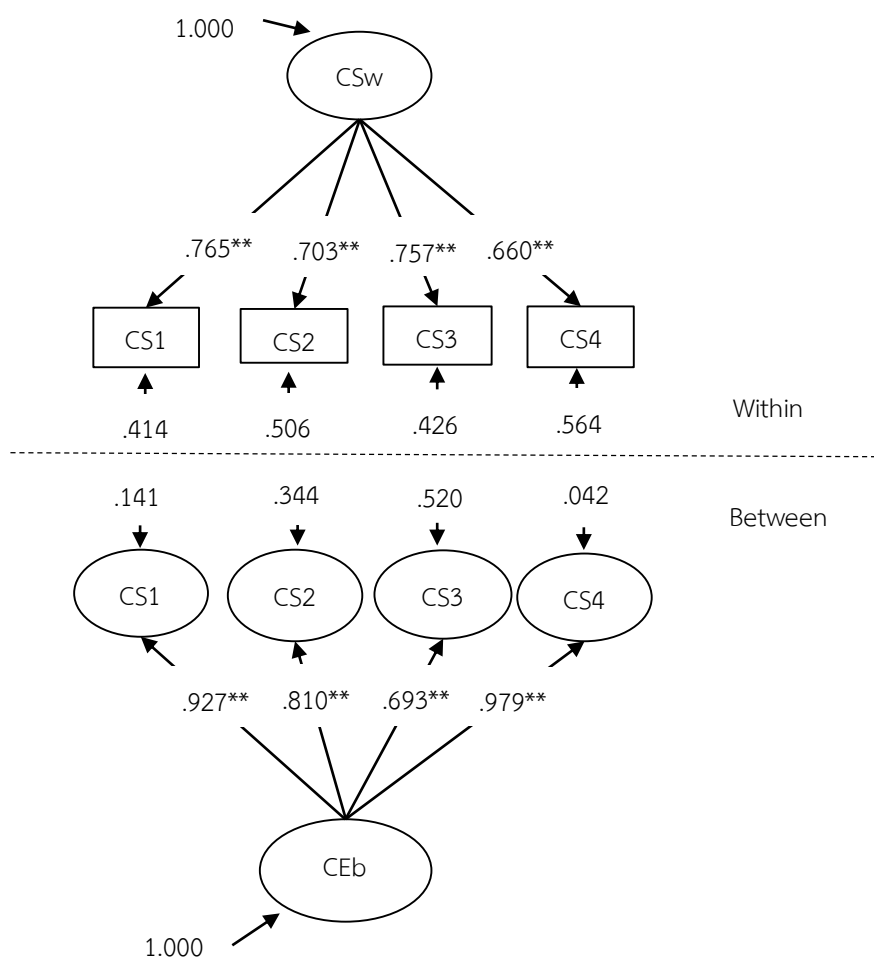 1.000
CSw
.765** .703** .757** .660**
CS1 CS2 CS3 CS4
.414 .506 .426 .564
Within
.141 .344 .520 .042
Between
CS1 CS2 CS3 CS4
.927** .810** .693** .979**
CEb
1.000